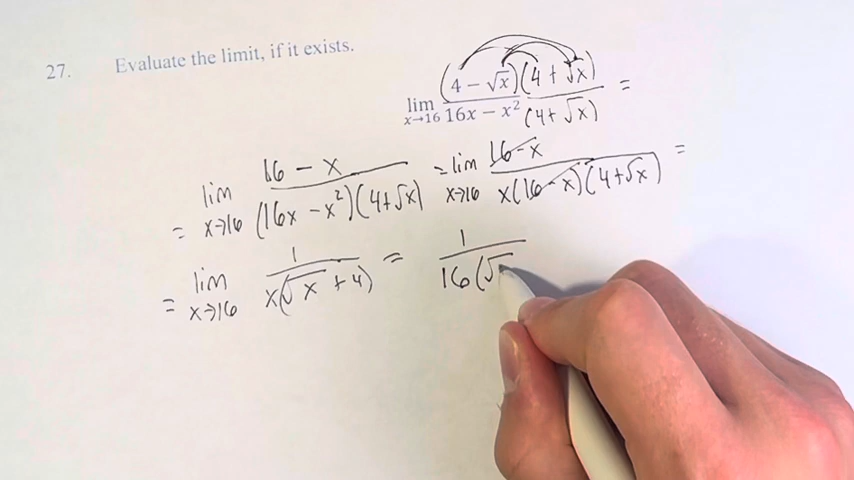 27. Evaluate the limit, if it exists.
lim x→16 (4 − √x)(4 + √x) / 16x − x² (4 + √x) =
= lim x→16 16 − x / (16x − x²)(4 + √x) = lim x→16 16 − x / x(16 − x)(4 + √x) =
= lim x→16 1 / x(√x + 4) = 1 / 16(√